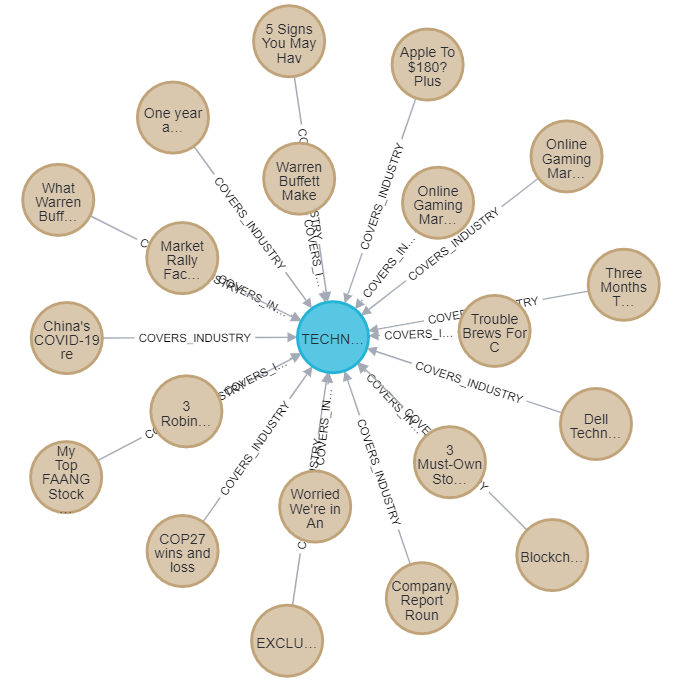 5 Signs
You May
Hav
Apple To
$180?
Plus
One year
a...
Online
Gaming
Mar...
Warren
Buffett
Make
Online
Gaming
Mar...
What
Warren
Buff...
Market
Rally
Fac...
Three
Months
T...
China's
COVID-19
re
TECHN...
Trouble
Brews For
C
3
Robin...
Dell
Techn...
My
Top
FAANG
Stock
...
3
Must-Own
Sto...
Worried
We're in
An
COP27
wins and
loss
Blockch...
Company
Report
Roun
EXCLU...
COVERS_INDUSTRY
COVERS_INDUSTRY
COVERS_INDUSTRY
COVERS_INDUSTRY
COVERS_INDUSTRY
COVERS_INDUSTRY
COVERS_INDUSTRY
COVERS_I...
COVERS_IN...
COVERS_IN...
COVERS_I...
COVERS_I...
COVERS_IN...
COVERS_IN...